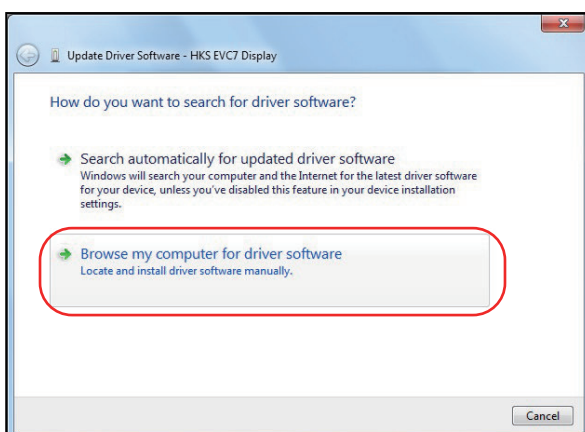 Update Driver Software - HKS EVC7 Display
How do you want to search for driver software?
Search automatically for updated driver software
Windows will search your computer and the Internet for the latest driver software
for your device, unless you've disabled this feature in your device installation
settings.
Browse my computer for driver software
Locate and install driver software manually.
Cancel